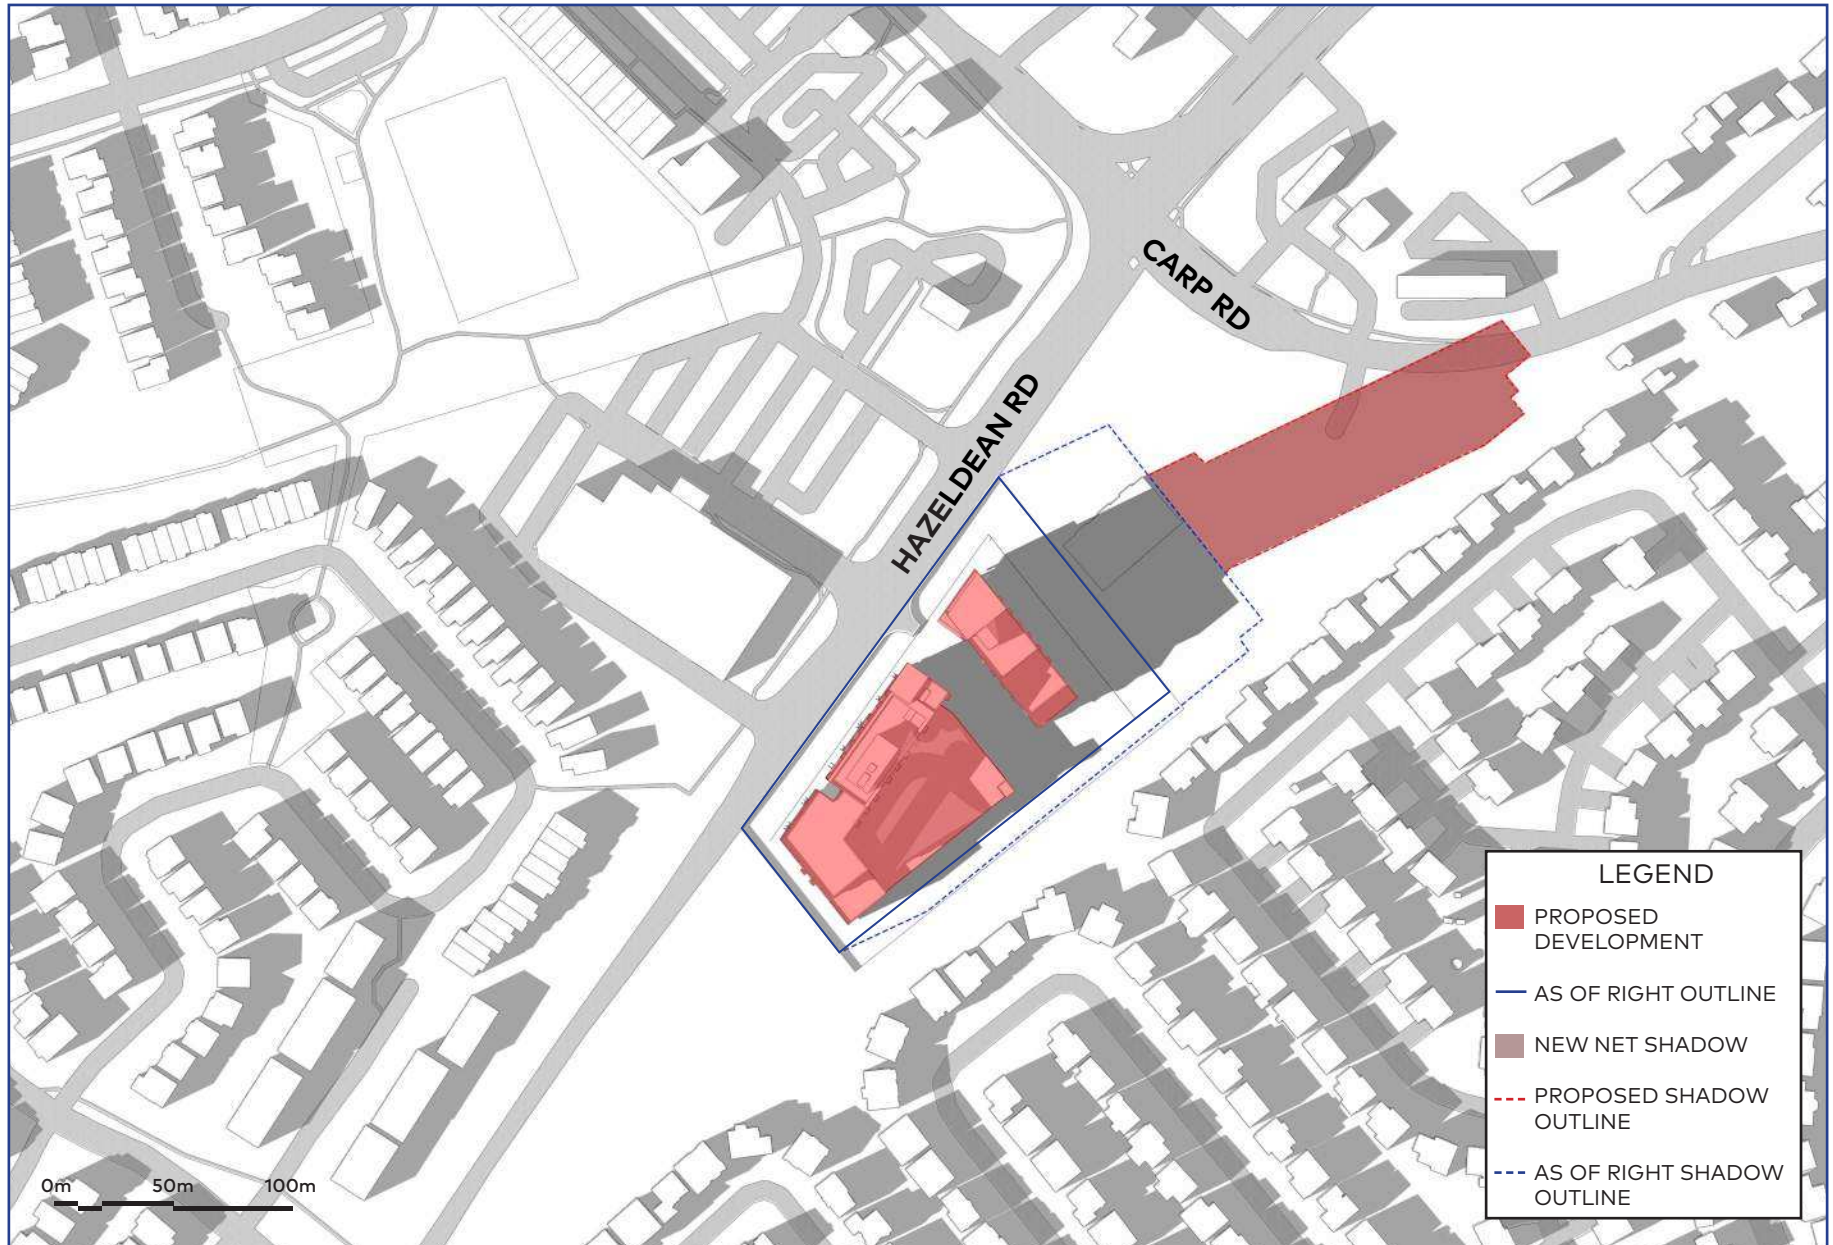 CARP RD
HAZELDEAN RD
LEGEND
PROPOSED
DEVELOPMENT
AS OF RIGHT OUTLINE
NEW NET SHADOW
PROPOSED SHADOW
OUTLINE
AS OF RIGHT SHADOW
OUTLINE
0m 50m 100m